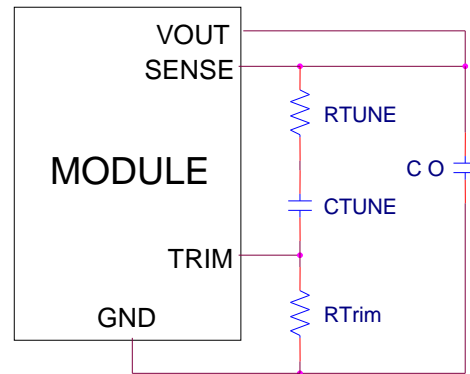 VOUT
SENSE
RTUNE
MODULE
C O
CTUNE
TRIM
GND
RTrim